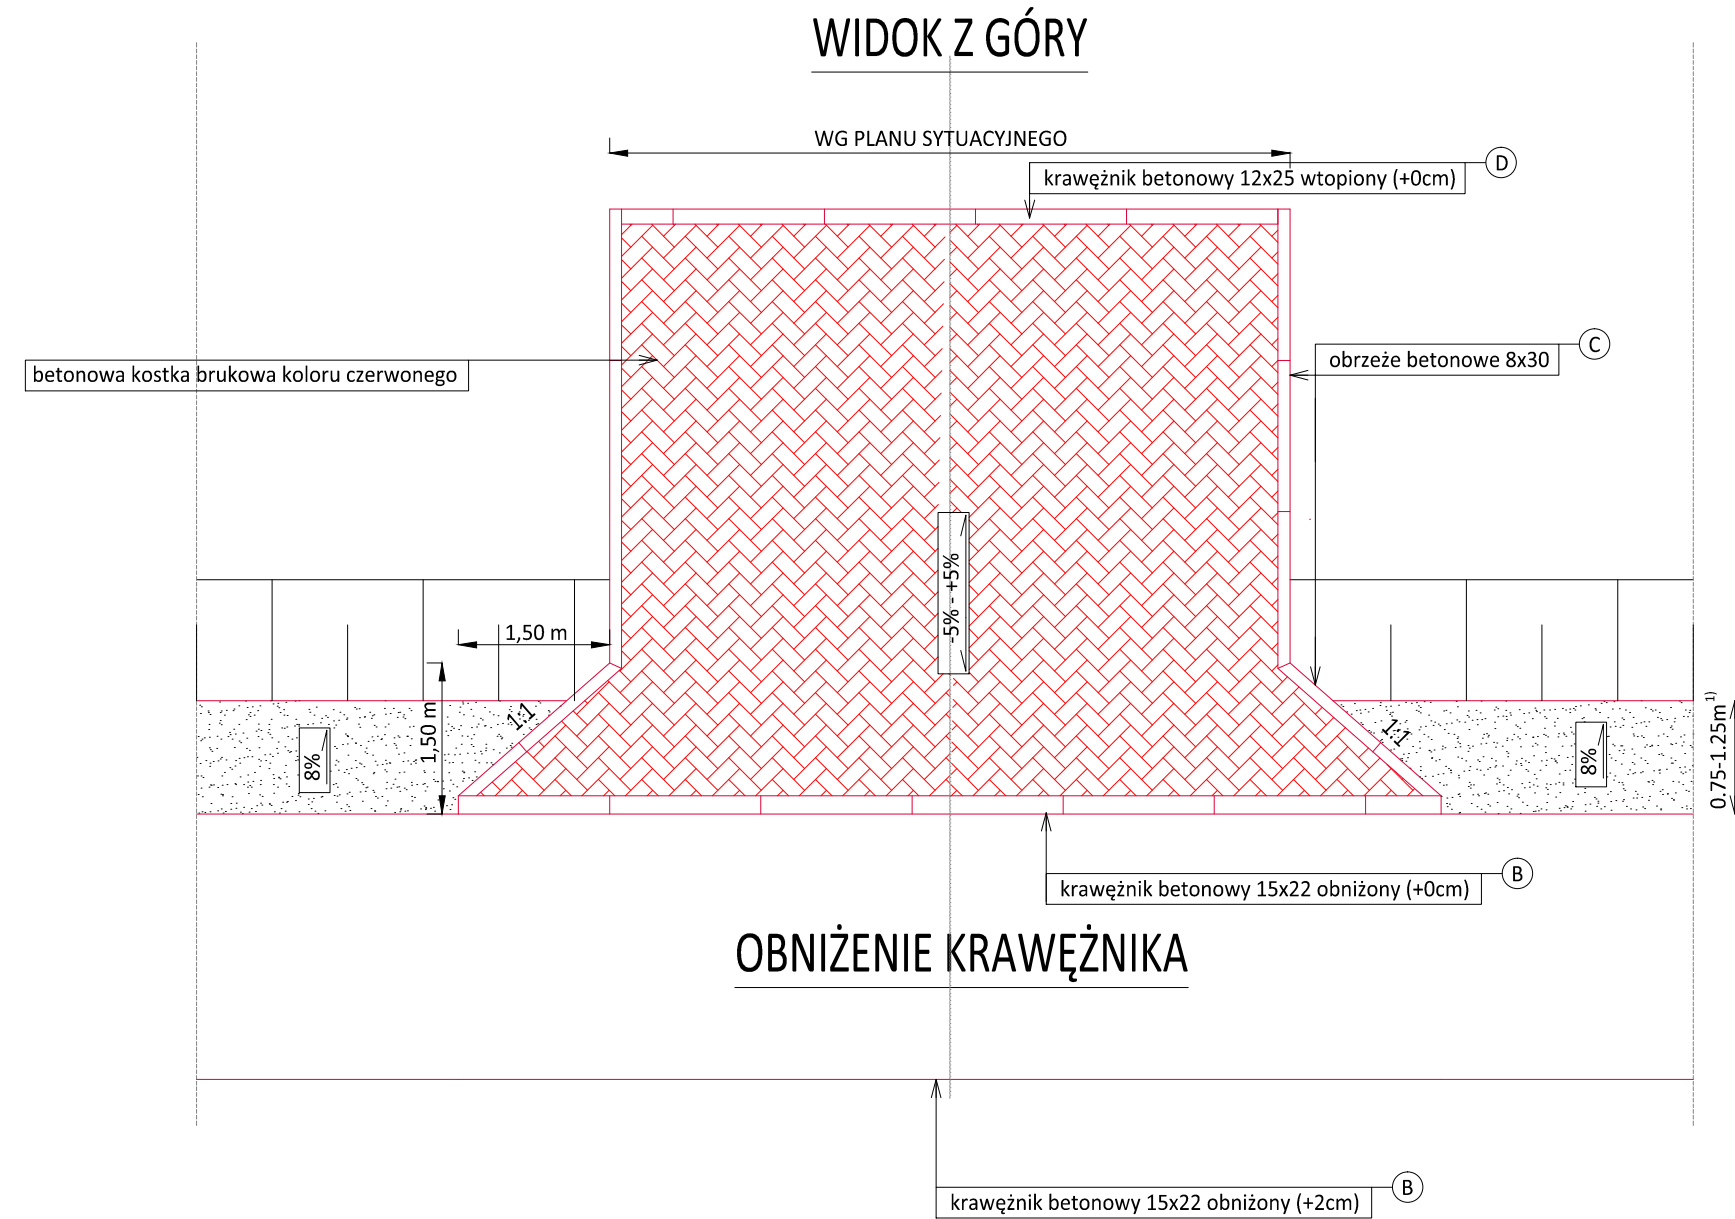 WIDOK Z GÓRY
WG PLANU SYTUACYJNEGO
krawężnik betonowy 12x25 wtopiony (+0cm)
D
betonowa kostka brukowa koloru czerwonego
obrzeże betonowe 8x30
C
-5% - +5%
1,50 m
1,50 m
1:1
1:1
8%
8%
0.75-1.25m 1)
krawężnik betonowy 15x22 obniżony (+0cm)
B
OBNIŻENIE KRAWĘŻNIKA
krawężnik betonowy 15x22 obniżony (+2cm)
B